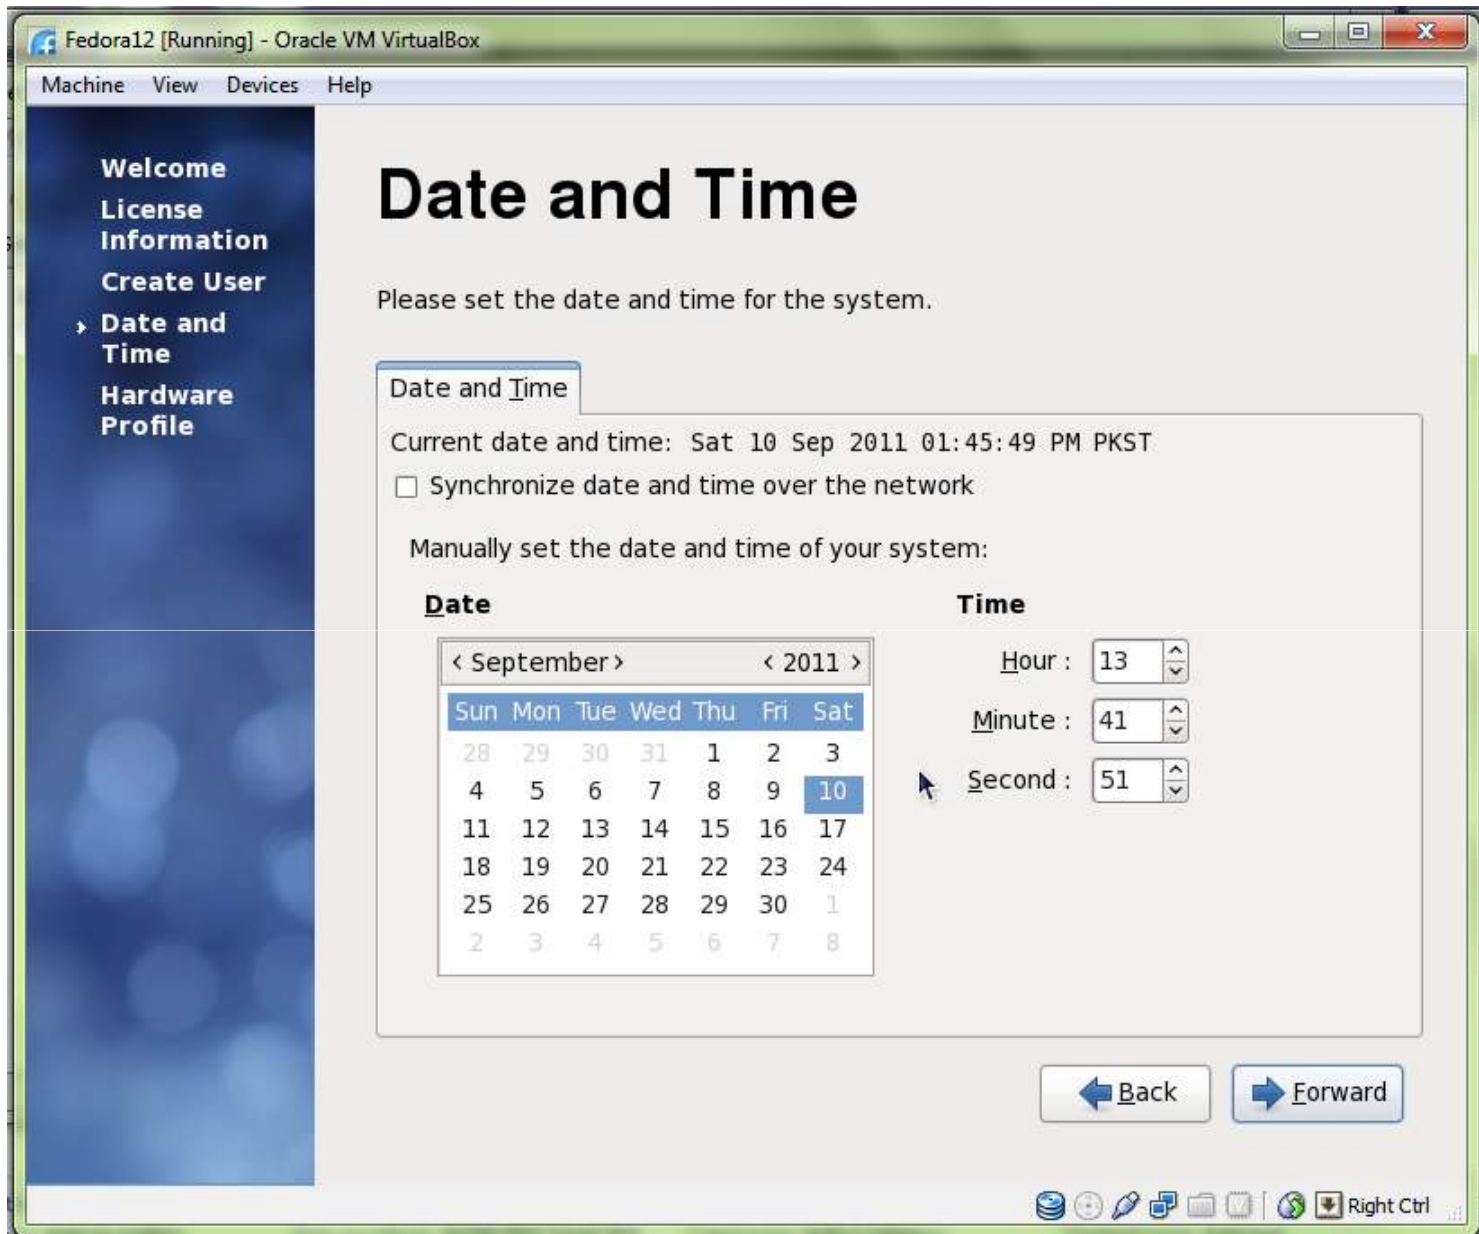 Fedora12 [Running] - Oracle VM VirtualBox
Machine View Devices Help
Welcome
License
Information
Create User
Date and
Time
Hardware
Profile
Date and Time
Please set the date and time for the system.
Date and Time
Current date and time: Sat 10 Sep 2011 01:45:49 PM PKST
Synchronize date and time over the network
Manually set the date and time of your system:
Date
< September > < 2011 >
Sun Mon Tue Wed Thu Fri Sat
28 29 30 31 1 2 3
4 5 6 7 8 9 10
11 12 13 14 15 16 17
18 19 20 21 22 23 24
25 26 27 28 29 30 1
2 3 4 5 6 7 8
Time
Hour : 13
Minute : 41
Second : 51
Back Forward
Right Ctrl